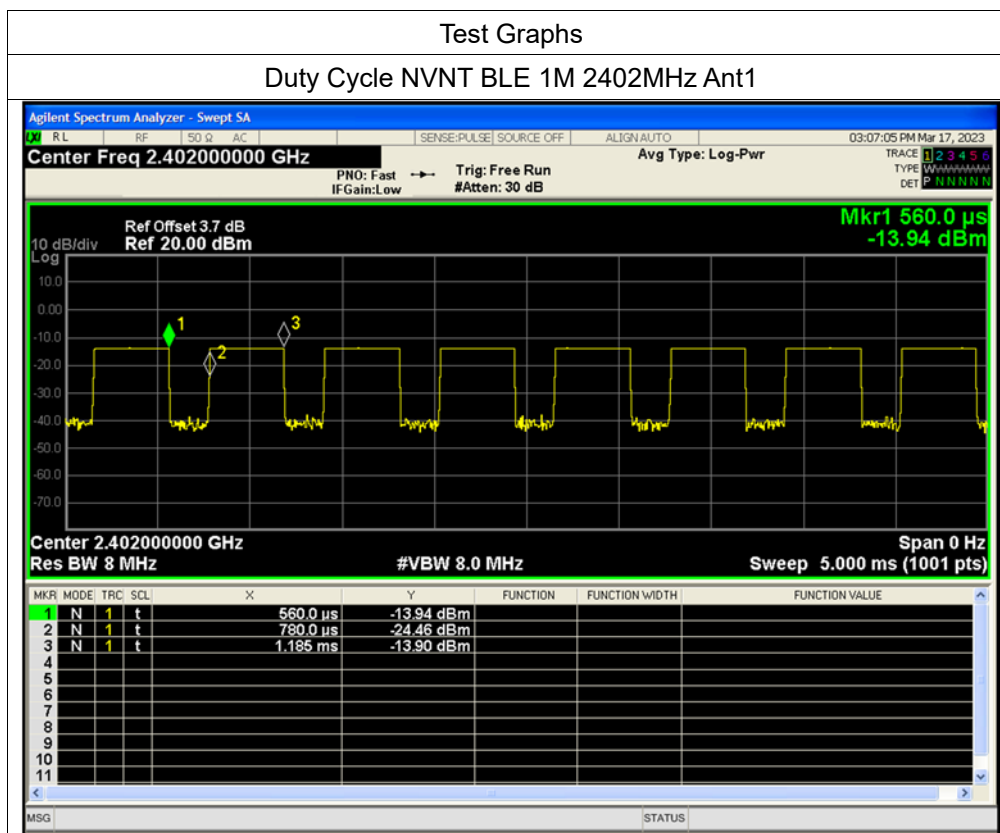 Test Graphs
Duty Cycle NVNT BLE 1M 2402MHz Ant1
Agilent Spectrum Analyzer - Swept SA
LXI RL RF 50 Ω AC SENSE:PULSE SOURCE OFF ALIGN AUTO 03:07:05 PM Mar 17, 2023
Center Freq 2.402000000 GHz Avg Type: Log-Pwr TRACE 1 2 3 4 5 6
PNO: Fast Trig: Free Run TYPE W
IFGain:Low #Atten: 30 dB DET P N N N N N
Mkr1 560.0 µs
Ref Offset 3.7 dB
10 dB/div Ref 20.00 dBm -13.94 dBm
Log
10.0
0.00
1 3
-10.0
2
-20.0
-30.0
-40.0
-50.0
-60.0
-70.0
Center 2.402000000 GHz Span 0 Hz
Res BW 8 MHz #VBW 8.0 MHz Sweep 5.000 ms (1001 pts)
MKR MODE TRC SCL X Y FUNCTION FUNCTION WIDTH FUNCTION VALUE
1 N 1 t 560.0 µs -13.94 dBm
2 N 1 t 780.0 µs -24.46 dBm
3 N 1 t 1.185 ms -13.90 dBm
4
5
6
7
8
9
10
11
MSG STATUS